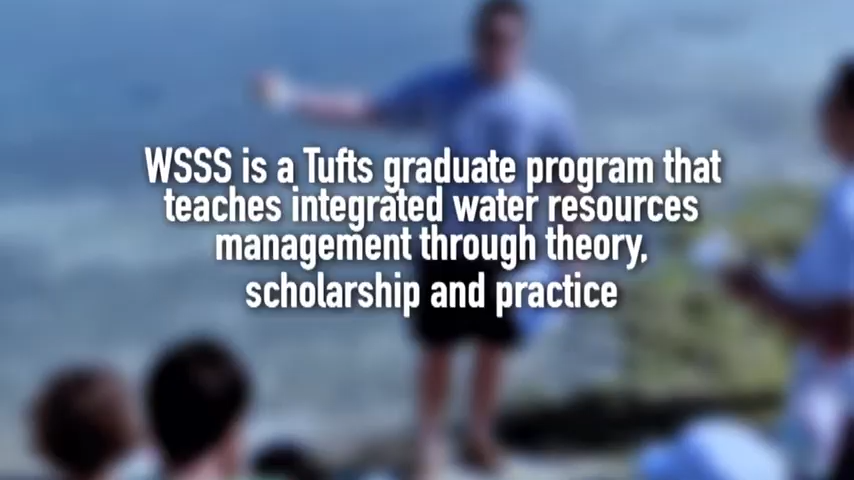 WSSS is a Tufts graduate program that
teaches integrated water resources
management through theory,
scholarship and practice